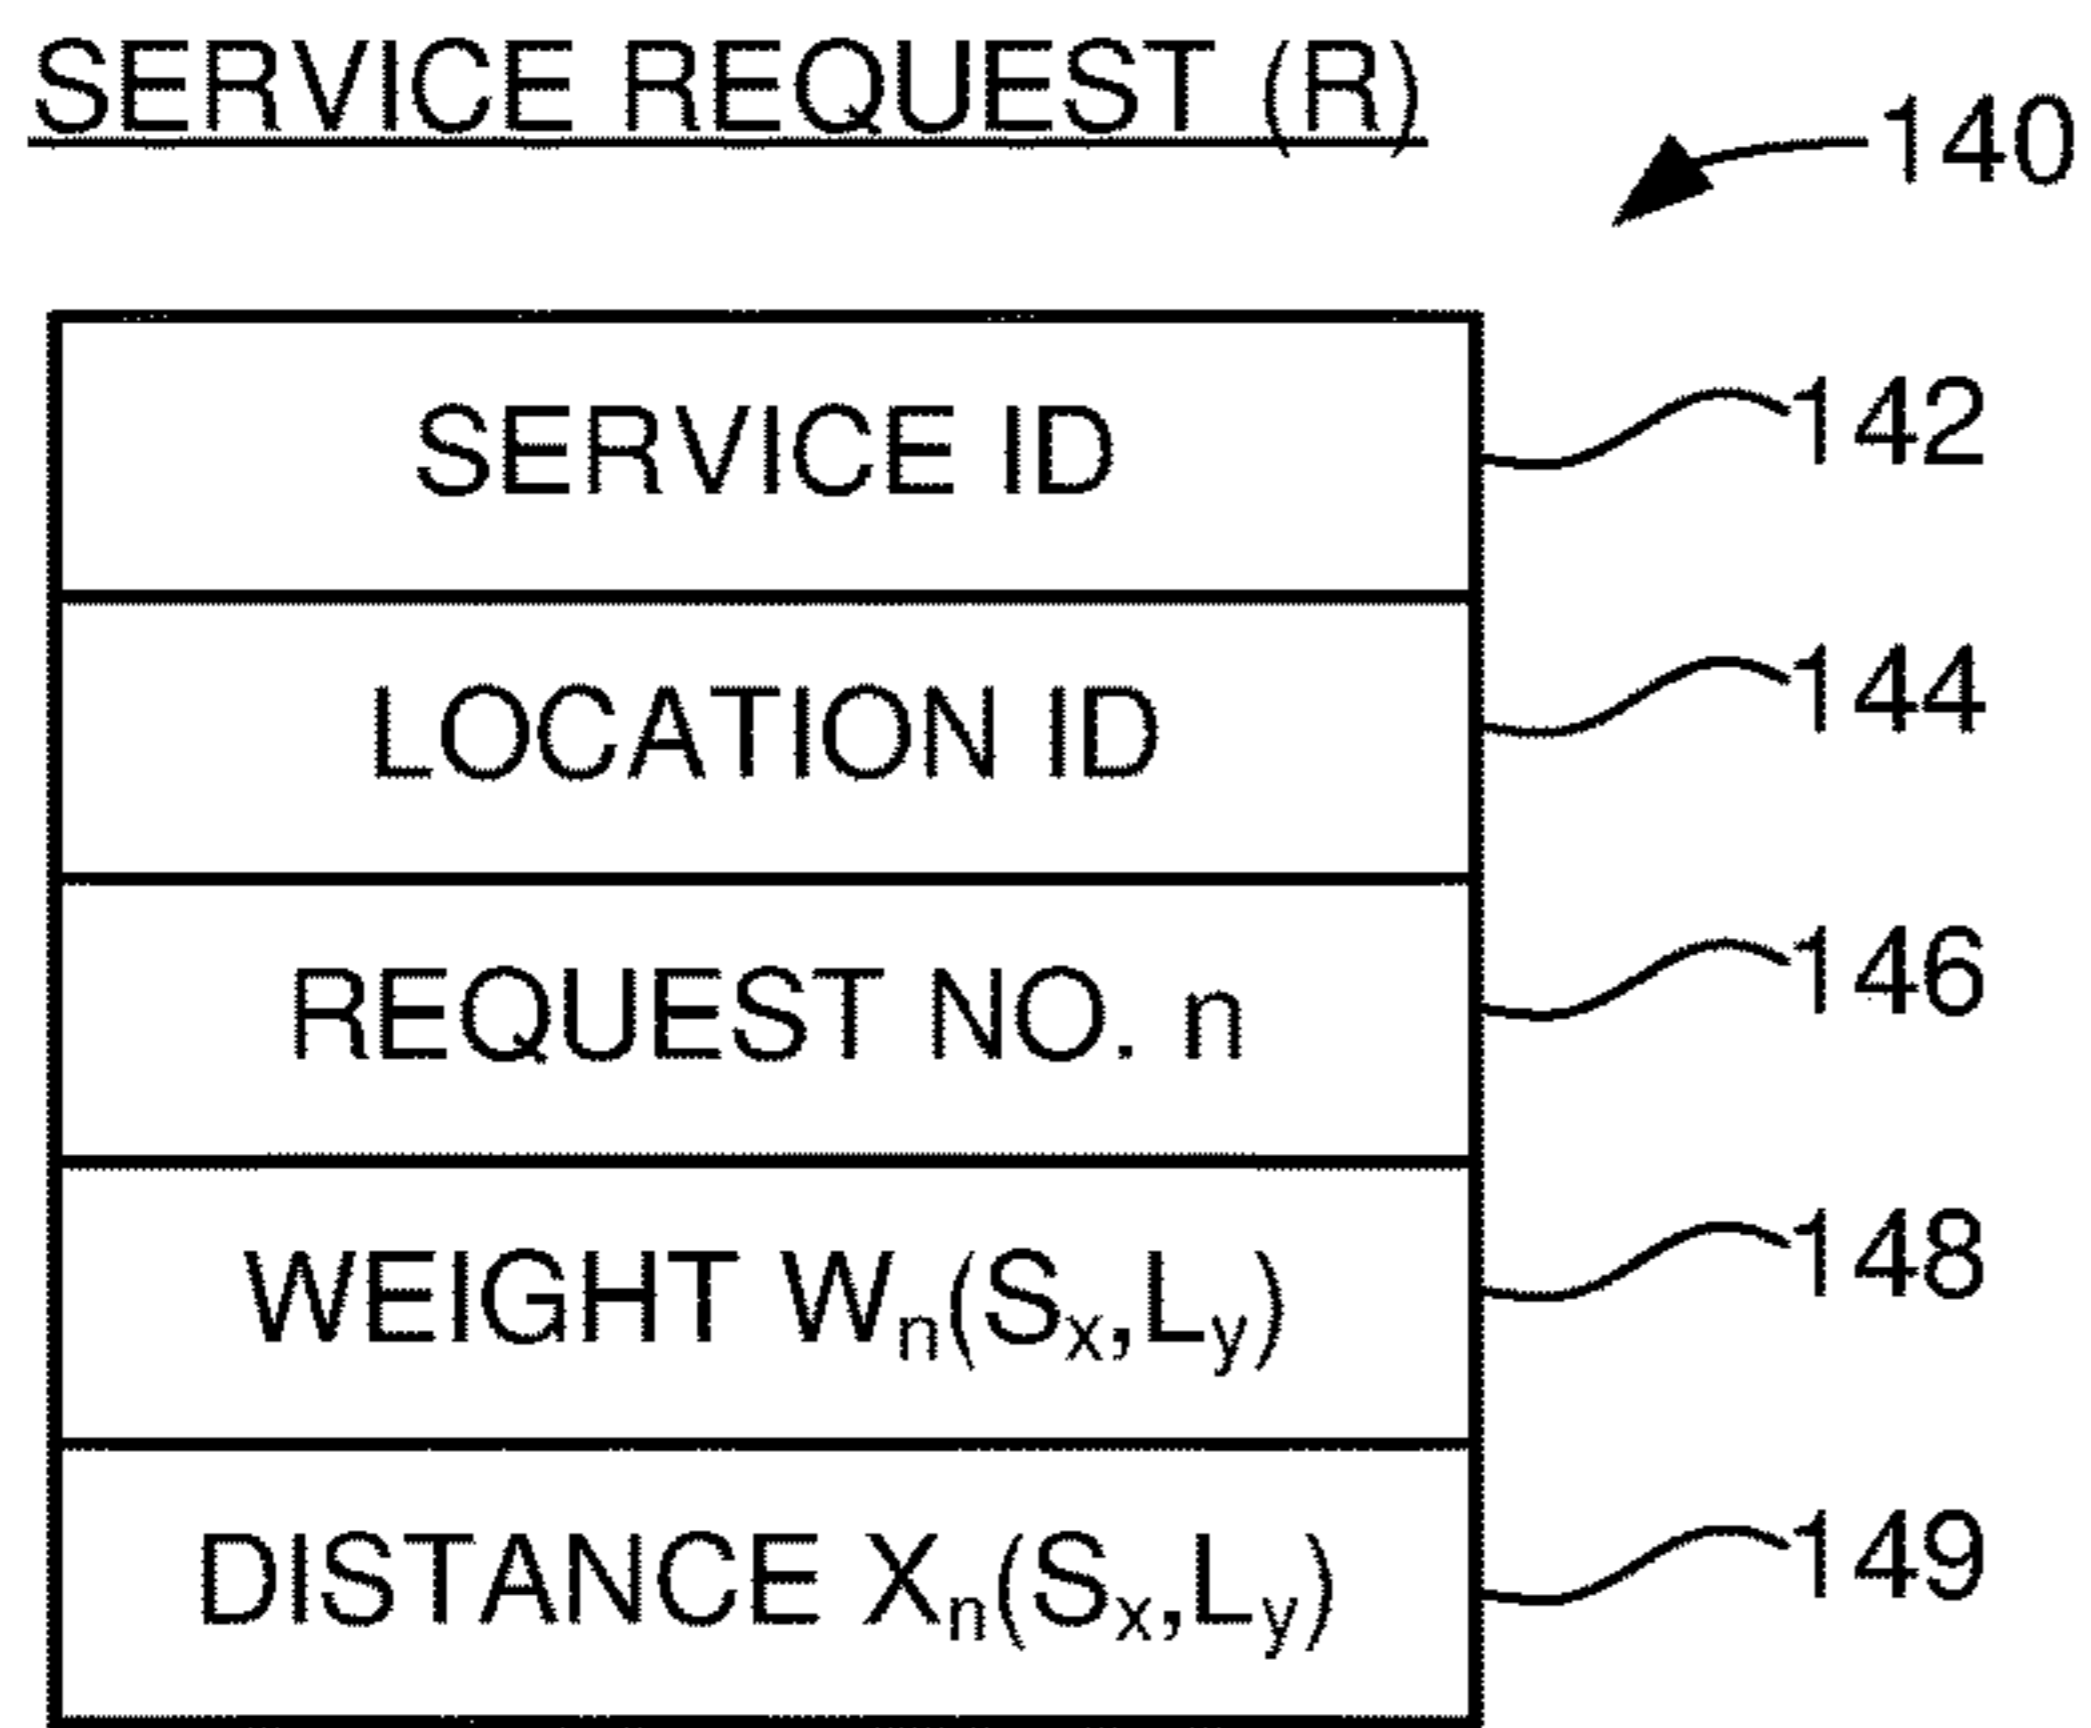 SERVICE REQUEST (R)
140
SERVICE ID 142
LOCATION ID 144
REQUEST NO. n 146
WEIGHT Wn(Sx,Ly) 148
DISTANCE Xn(Sx,Ly) 149